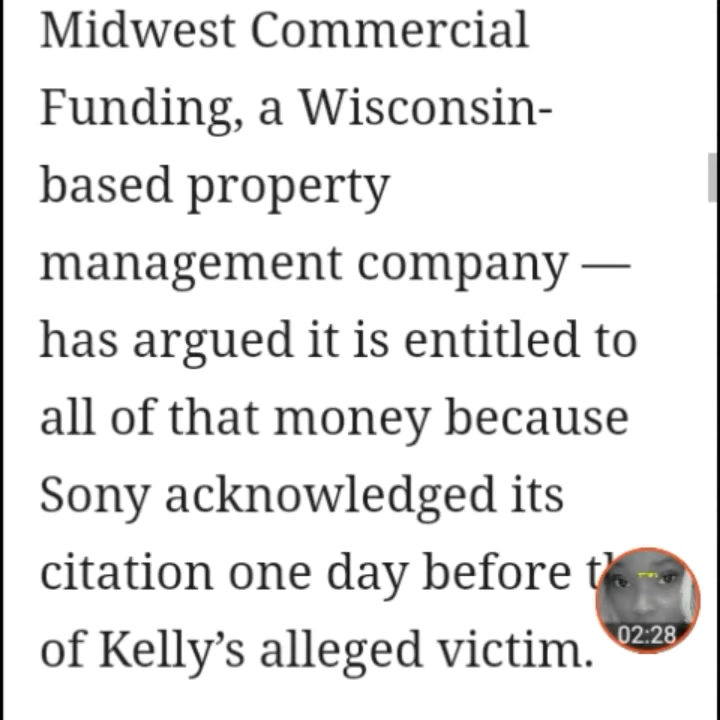 Midwest Commercial
Funding, a Wisconsin-
based property
management company —
has argued it is entitled to
all of that money because
Sony acknowledged its
citation one day before
of Kelly’s alleged victim.
02:28